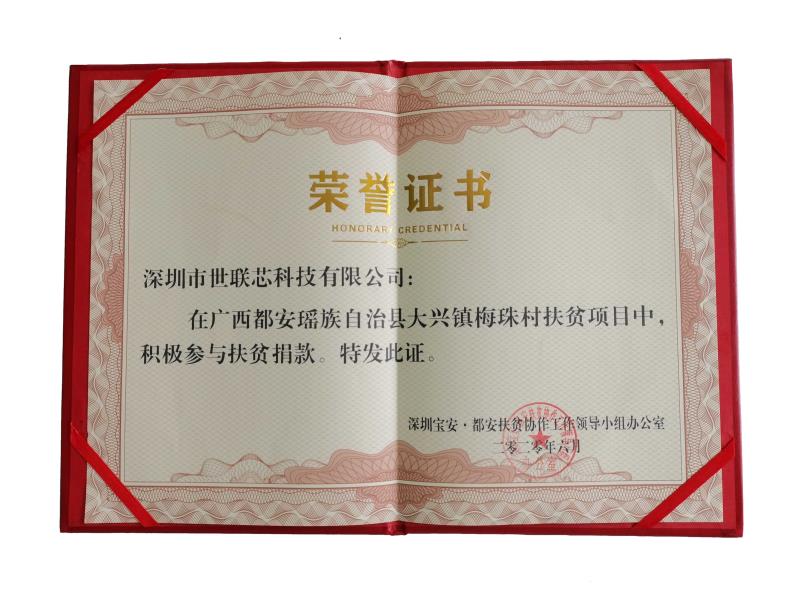 荣誉证书
HONORARY CREDENTIAL
深圳市世联芯科技有限公司：
在广西都安瑶族自治县大兴镇梅珠村扶贫项目中，
积极参与扶贫捐款。特发此证。
深圳宝安·都安扶贫协作工作领导小组办公室
二零二零年六月